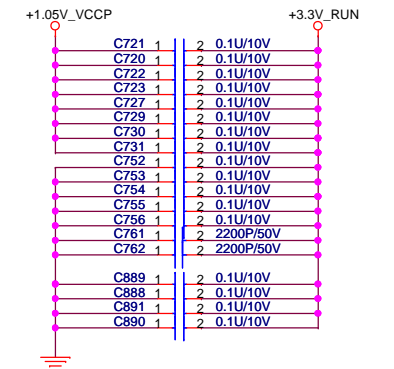 +1.05V_VCCP +3.3V_RUN
C721 1 2 0.1U/10V
C720 1 2 0.1U/10V
C722 1 2 0.1U/10V
C723 1 2 0.1U/10V
C727 1 2 0.1U/10V
C729 1 2 0.1U/10V
C730 1 2 0.1U/10V
C731 1 2 0.1U/10V
C752 1 2 0.1U/10V
C753 1 2 0.1U/10V
C754 1 2 0.1U/10V
C755 1 2 0.1U/10V
C756 1 2 0.1U/10V
C761 1 2 2200P/50V
C762 1 2 2200P/50V
C889 1 2 0.1U/10V
C888 1 2 0.1U/10V
C891 1 2 0.1U/10V
C890 1 2 0.1U/10V